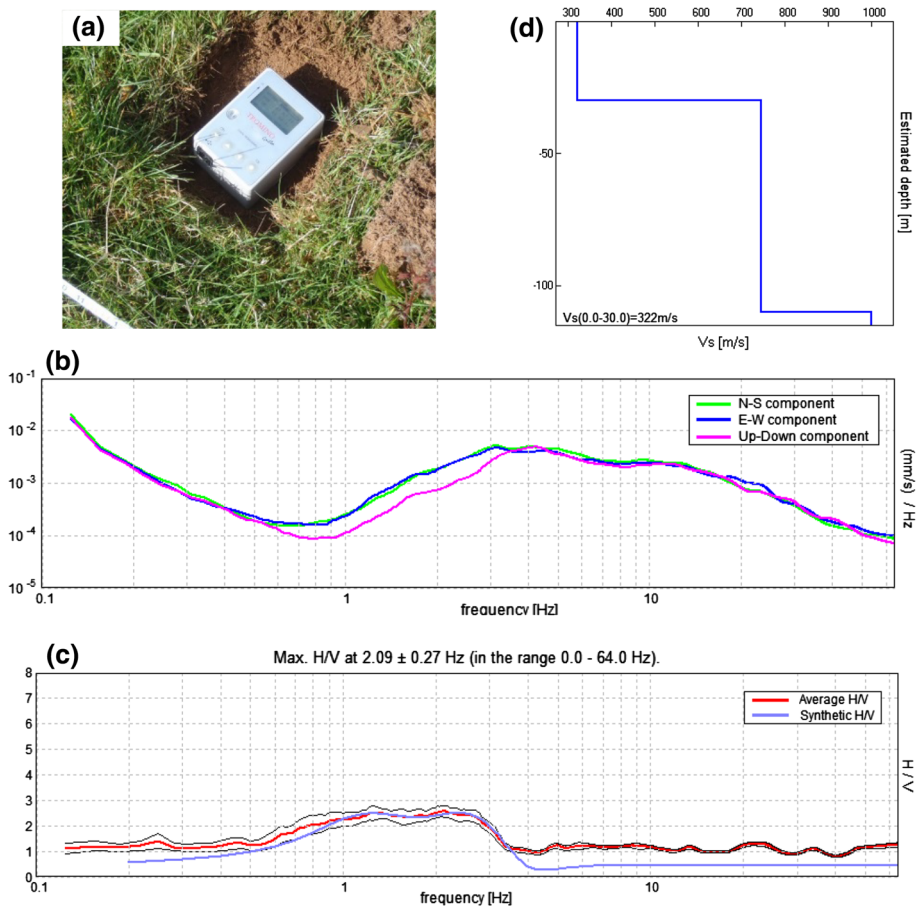 (a)
(d)
300 400 500 600 700 800 900 1000
-50
-100
Estimated depth [m]
Vs(0.0-30.0)=322m/s
Vs [m/s]
(b)
10-1
10-2
10-3
10-4
10-5
N-S component
E-W component
Up-Down component
(mm/s) / Hz
0.1 1 10
frequency [Hz]
(c)
Max. H/V at 2.09 ± 0.27 Hz (in the range 0.0 - 64.0 Hz).
8
7
6
5
4
3
2
1
0
Average H/V
Synthetic H/V
H / V
0.1 1 10
frequency [Hz]